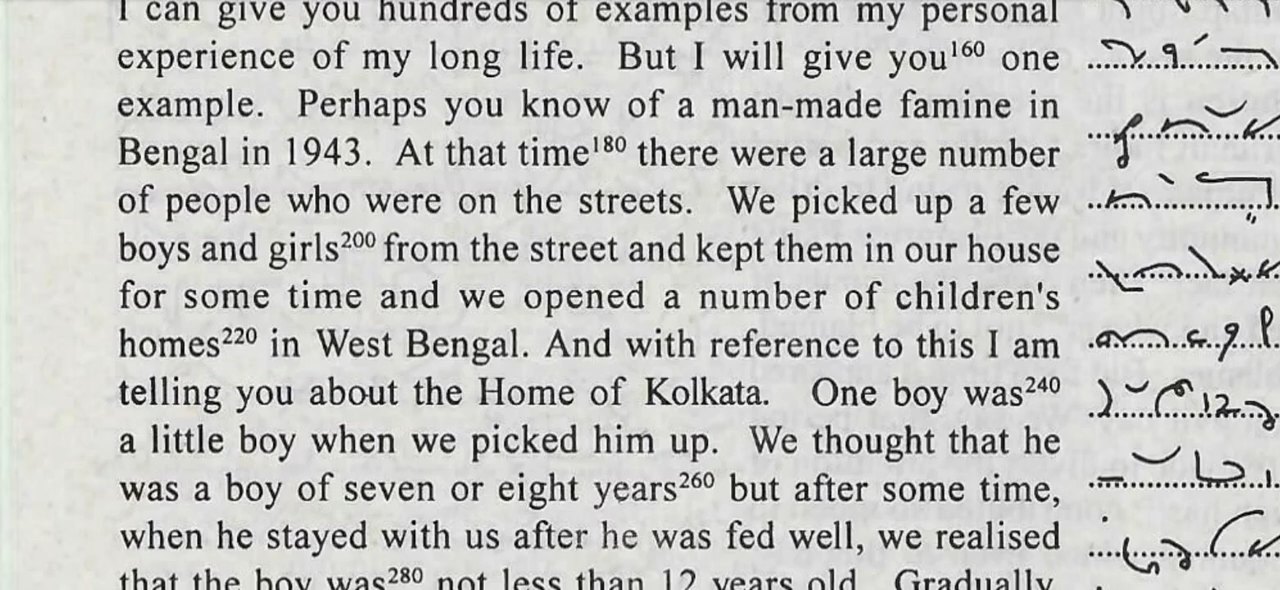 I can give you hundreds of examples from my personal
experience of my long life. But I will give you¹⁶⁰ one
example. Perhaps you know of a man-made famine in
Bengal in 1943. At that time¹⁸⁰ there were a large number
of people who were on the streets. We picked up a few
boys and girls²⁰⁰ from the street and kept them in our house
for some time and we opened a number of children's
homes²²⁰ in West Bengal. And with reference to this I am
telling you about the Home of Kolkata. One boy was²⁴⁰
a little boy when we picked him up. We thought that he
was a boy of seven or eight years²⁶⁰ but after some time,
when he stayed with us after he was fed well, we realised
that the boy was²⁸⁰ not less than 12 years old. Gradually,